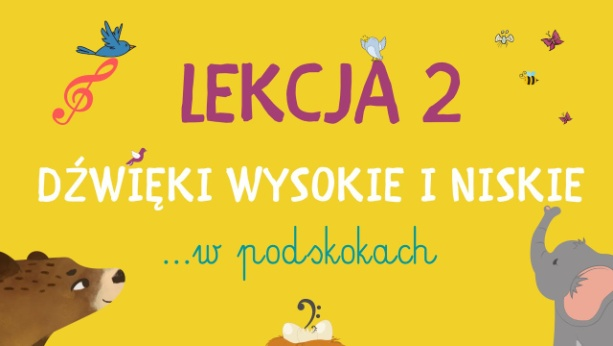 LEKCJA 2
DŹWIĘKI WYSOKIE I NISKIE
...w podskokach